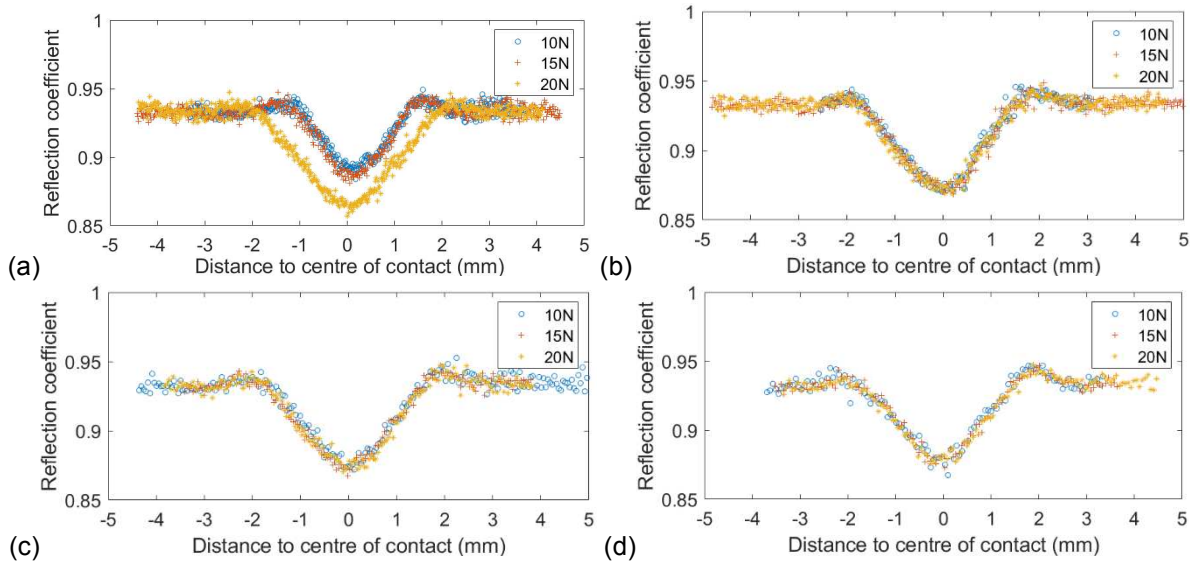 1
0.95
0.9
0.85
Reflection coefficient
10N
15N
20N
-5 -4 -3 -2 -1 0 1 2 3 4 5
Distance to centre of contact (mm)
(a)
1
0.95
0.9
0.85
Reflection coefficient
10N
15N
20N
-5 -4 -3 -2 -1 0 1 2 3 4 5
Distance to centre of contact (mm)
(b)
1
0.95
0.9
0.85
Reflection coefficient
10N
15N
20N
-5 -4 -3 -2 -1 0 1 2 3 4 5
Distance to centre of contact (mm)
(c)
1
0.95
0.9
0.85
Reflection coefficient
10N
15N
20N
-5 -4 -3 -2 -1 0 1 2 3 4 5
Distance to centre of contact (mm)
(d)